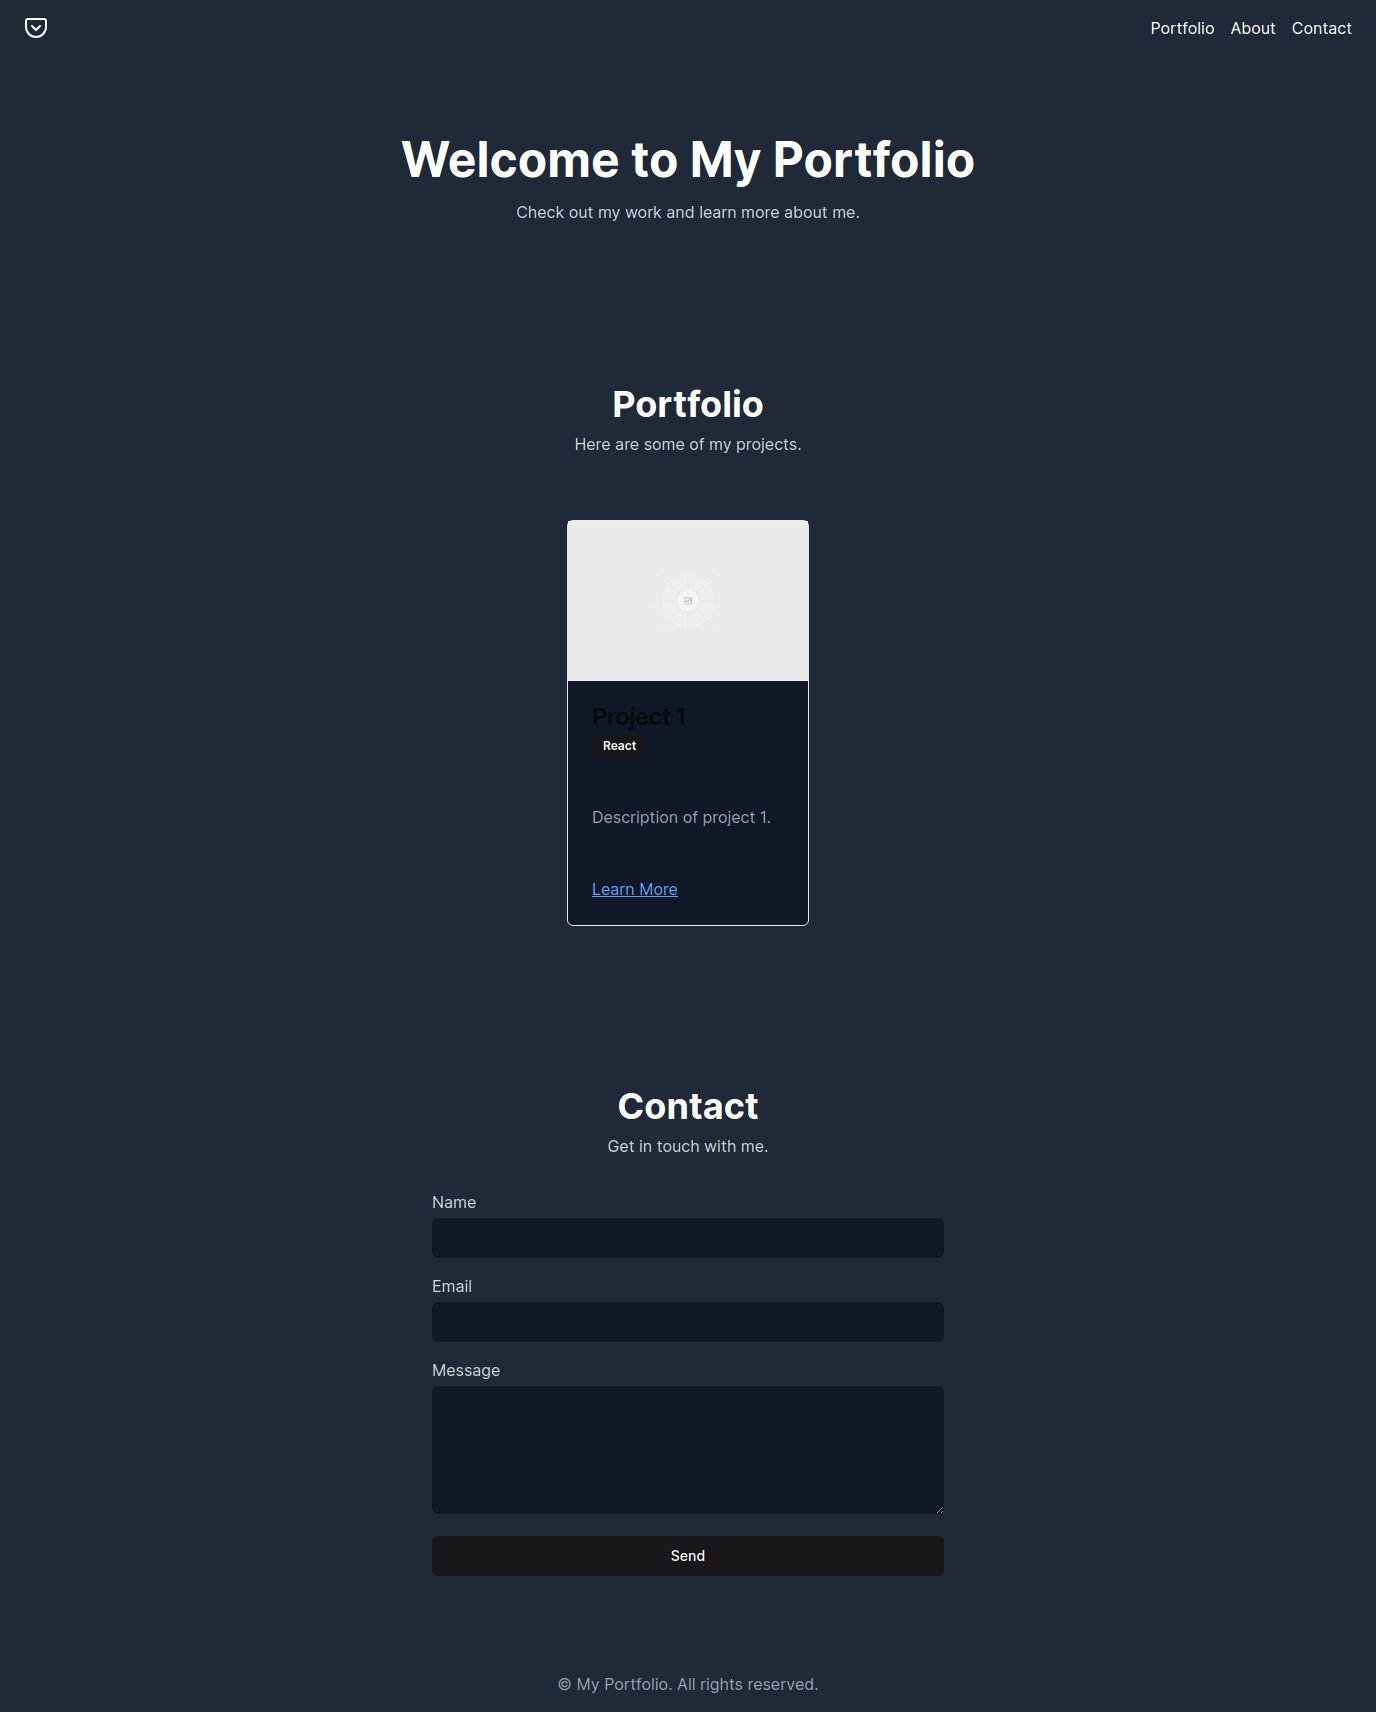 Portfolio About Contact
Welcome to My Portfolio
Check out my work and learn more about me.
Portfolio
Here are some of my projects.
Project 1
React
Description of project 1.
Learn More
Contact
Get in touch with me.
Name
Email
Message
Send
© My Portfolio. All rights reserved.